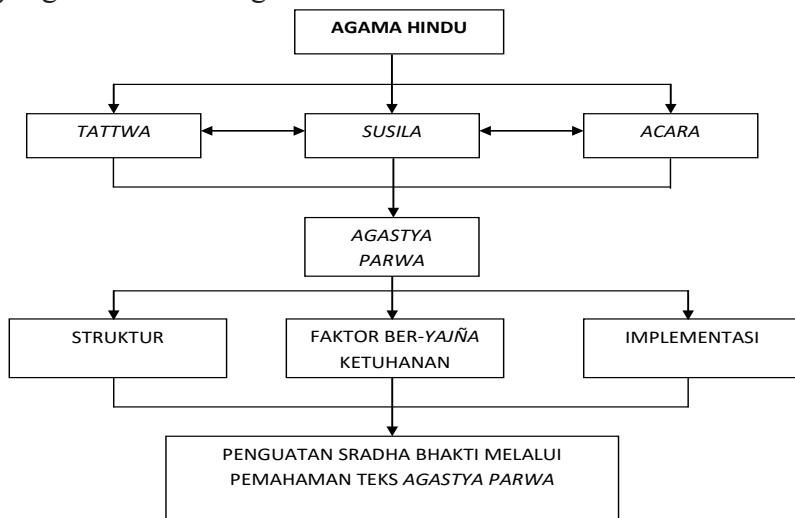 AGAMA HINDU
TATTWA
SUSILA
ACARA
AGASTYA
PARWA
STRUKTUR
FAKTOR BER-YAJÑA
KETUHANAN
IMPLEMENTASI
PENGUATAN SRADHA BHAKTI MELALUI
PEMAHAMAN TEKS AGASTYA PARWA